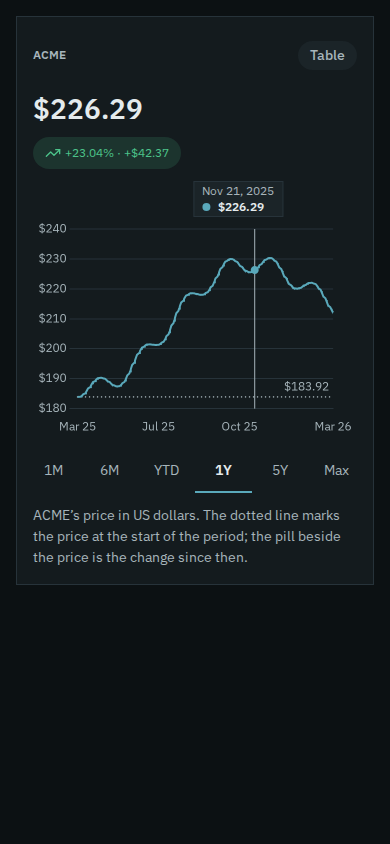 ACME
Table
$226.29
+23.04% · +$42.37
Nov 21, 2025
$226.29
$240
$230
$220
$210
$200
$190
$183.92
$180
Mar 25 Jul 25 Oct 25 Mar 26
1M 6M YTD 1Y 5Y Max
ACME's price in US dollars. The dotted line marks
the price at the start of the period; the pill beside
the price is the change since then.